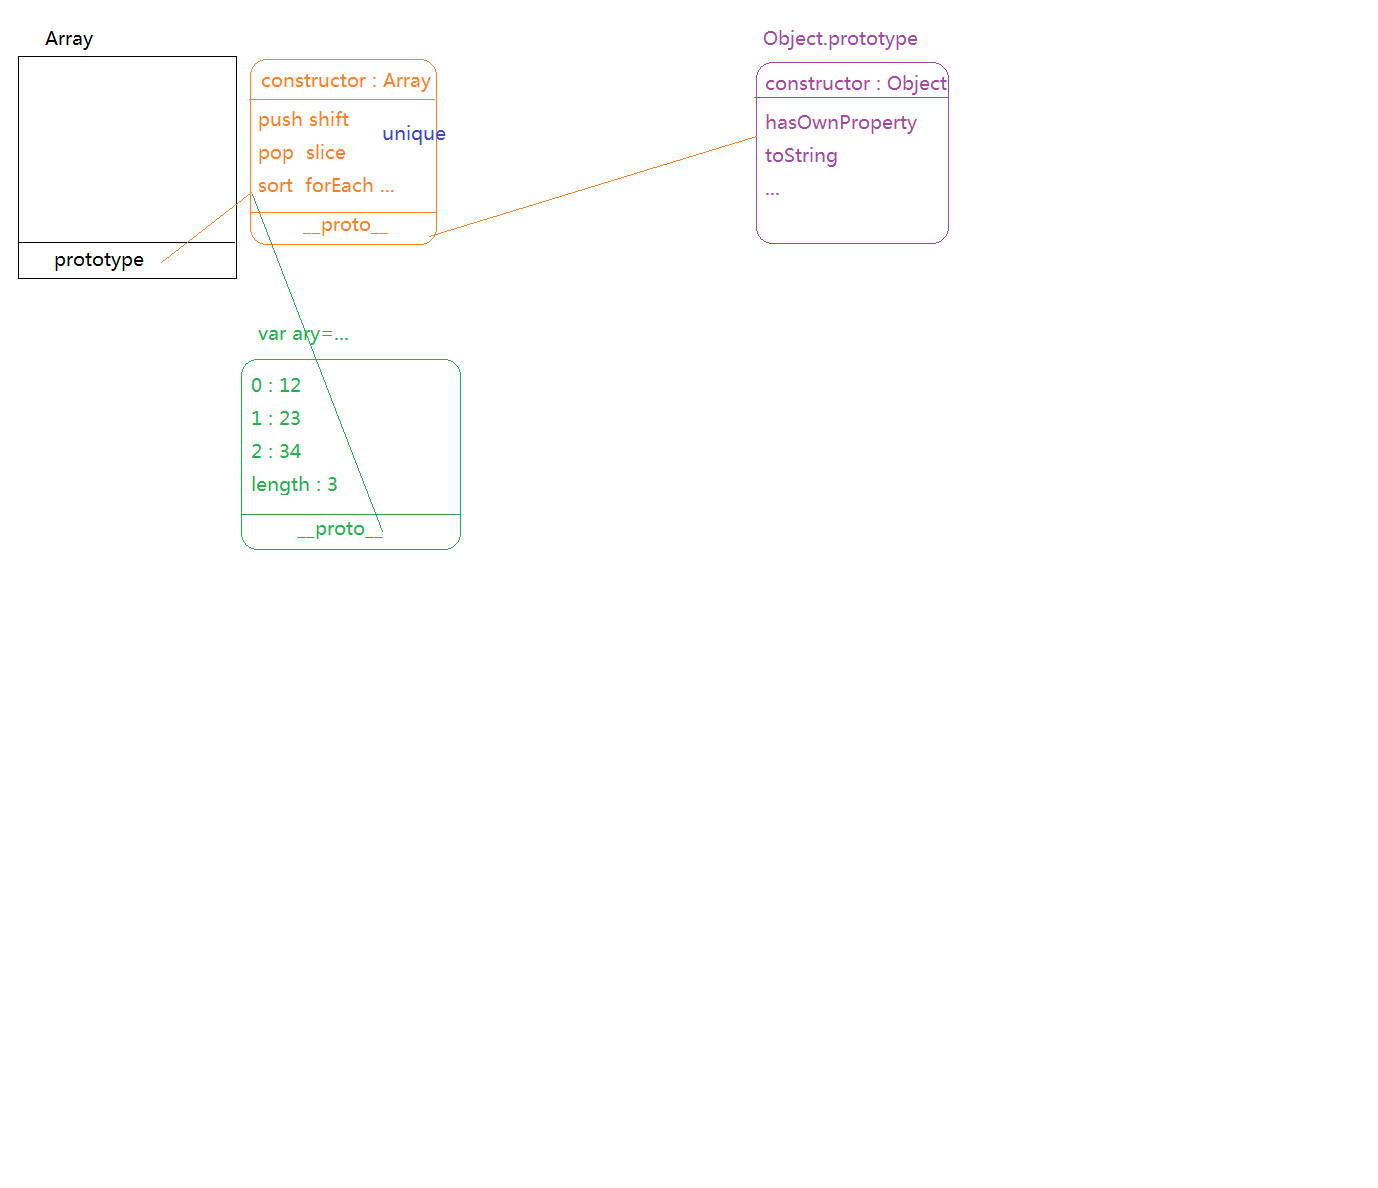 Array
prototype
constructor : Array
push shift
unique
pop  slice
sort  forEach ...
__proto__
Object.prototype
constructor : Object
hasOwnProperty
toString
...
var ary=...
0 : 12
1 : 23
2 : 34
length : 3
__proto__